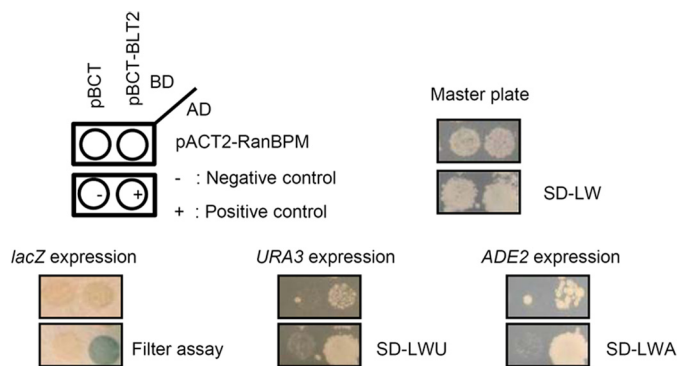 pBCT
pBCT-BLT2
BD
AD
pACT2-RanBPM
- : Negative control
+ : Positive control
-
+
Master plate
SD-LW
lacZ expression
Filter assay
URA3 expression
SD-LWU
ADE2 expression
SD-LWA